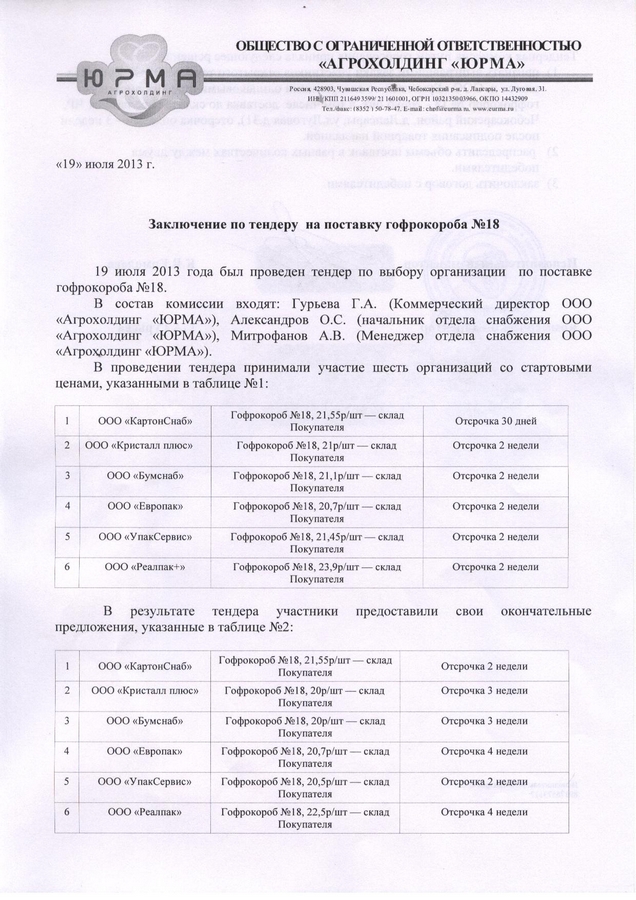 ЮРМА
АГРОХОЛДИНГ
ОБЩЕСТВО С ОГРАНИЧЕННОЙ ОТВЕТСТВЕННОСТЬЮ
«АГРОХОЛДИНГ «ЮРМА»
Россия, 428903, Чувашская Республика, Чебоксарский р-н, д. Лапсары, ул. Луговая, 31.
ИНН/КПП 2116493599/ 211601001, ОГРН 1032135003966, ОКПО 14432909
Тел./факс: (8352 ) 50-78-47. E-mail: chef@iurma.ru, www.eurma.ru
«19» июля 2013 г.
Заключение по тендеру на поставку гофрокороба №18
19 июля 2013 года был проведен тендер по выбору организации по поставке
гофрокороба №18.
В состав комиссии входят: Гурьева Г.А. (Коммерческий директор ООО
«Агрохолдинг «ЮРМА»), Александров О.С. (начальник отдела снабжения ООО
«Агрохолдинг «ЮРМА»), Митрофанов А.В. (Менеджер отдела снабжения ООО
«Агрохолдинг «ЮРМА»).
В проведении тендера принимали участие шесть организаций со стартовыми
ценами, указанными в таблице №1:
1 ООО «КартонСнаб» Гофрокороб №18, 21,55р/шт — склад Покупателя Отсрочка 30 дней
2 ООО «Кристалл плюс» Гофрокороб №18, 21р/шт — склад Покупателя Отсрочка 2 недели
3 ООО «Бумснаб» Гофрокороб №18, 21,1р/шт — склад Покупателя Отсрочка 2 недели
4 ООО «Европак» Гофрокороб №18, 20,7р/шт — склад Покупателя Отсрочка 2 недели
5 ООО «УпакСервис» Гофрокороб №18, 21,45р/шт — склад Покупателя Отсрочка 2 недели
6 ООО «Реалпак+» Гофрокороб №18, 23,9р/шт — склад Покупателя Отсрочка 2 недели
В результате тендера участники предоставили свои окончательные
предложения, указанные в таблице №2:
1 ООО «КартонСнаб» Гофрокороб №18, 21,55р/шт — склад Покупателя Отсрочка 2 недели
2 ООО «Кристалл плюс» Гофрокороб №18, 20р/шт — склад Покупателя Отсрочка 3 недели
3 ООО «Бумснаб» Гофрокороб №18, 20р/шт — склад Покупателя Отсрочка 3 недели
4 ООО «Европак» Гофрокороб №18, 20,7р/шт — склад Покупателя Отсрочка 4 недели
5 ООО «УпакСервис» Гофрокороб №18, 20,5р/шт — склад Покупателя Отсрочка 2 недели
6 ООО «Реалпак» Гофрокороб №18, 22,5р/шт — склад Покупателя Отсрочка 4 недели